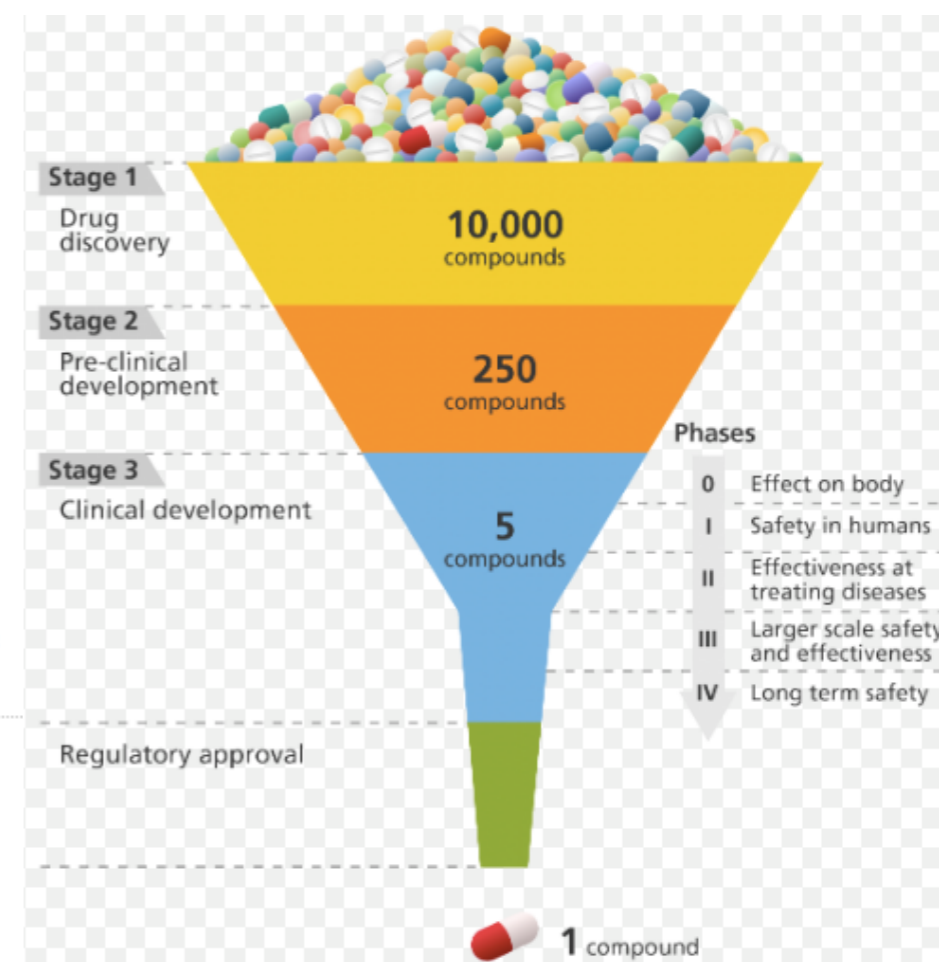 Stage 1
Drug
discovery
10,000
compounds
Stage 2
Pre-clinical
development
250
compounds
Stage 3
Clinical development
5
compounds
Phases
0 Effect on body
I Safety in humans
II Effectiveness at
treating diseases
III Larger scale safety
and effectiveness
IV Long term safety
Regulatory approval
1 compound